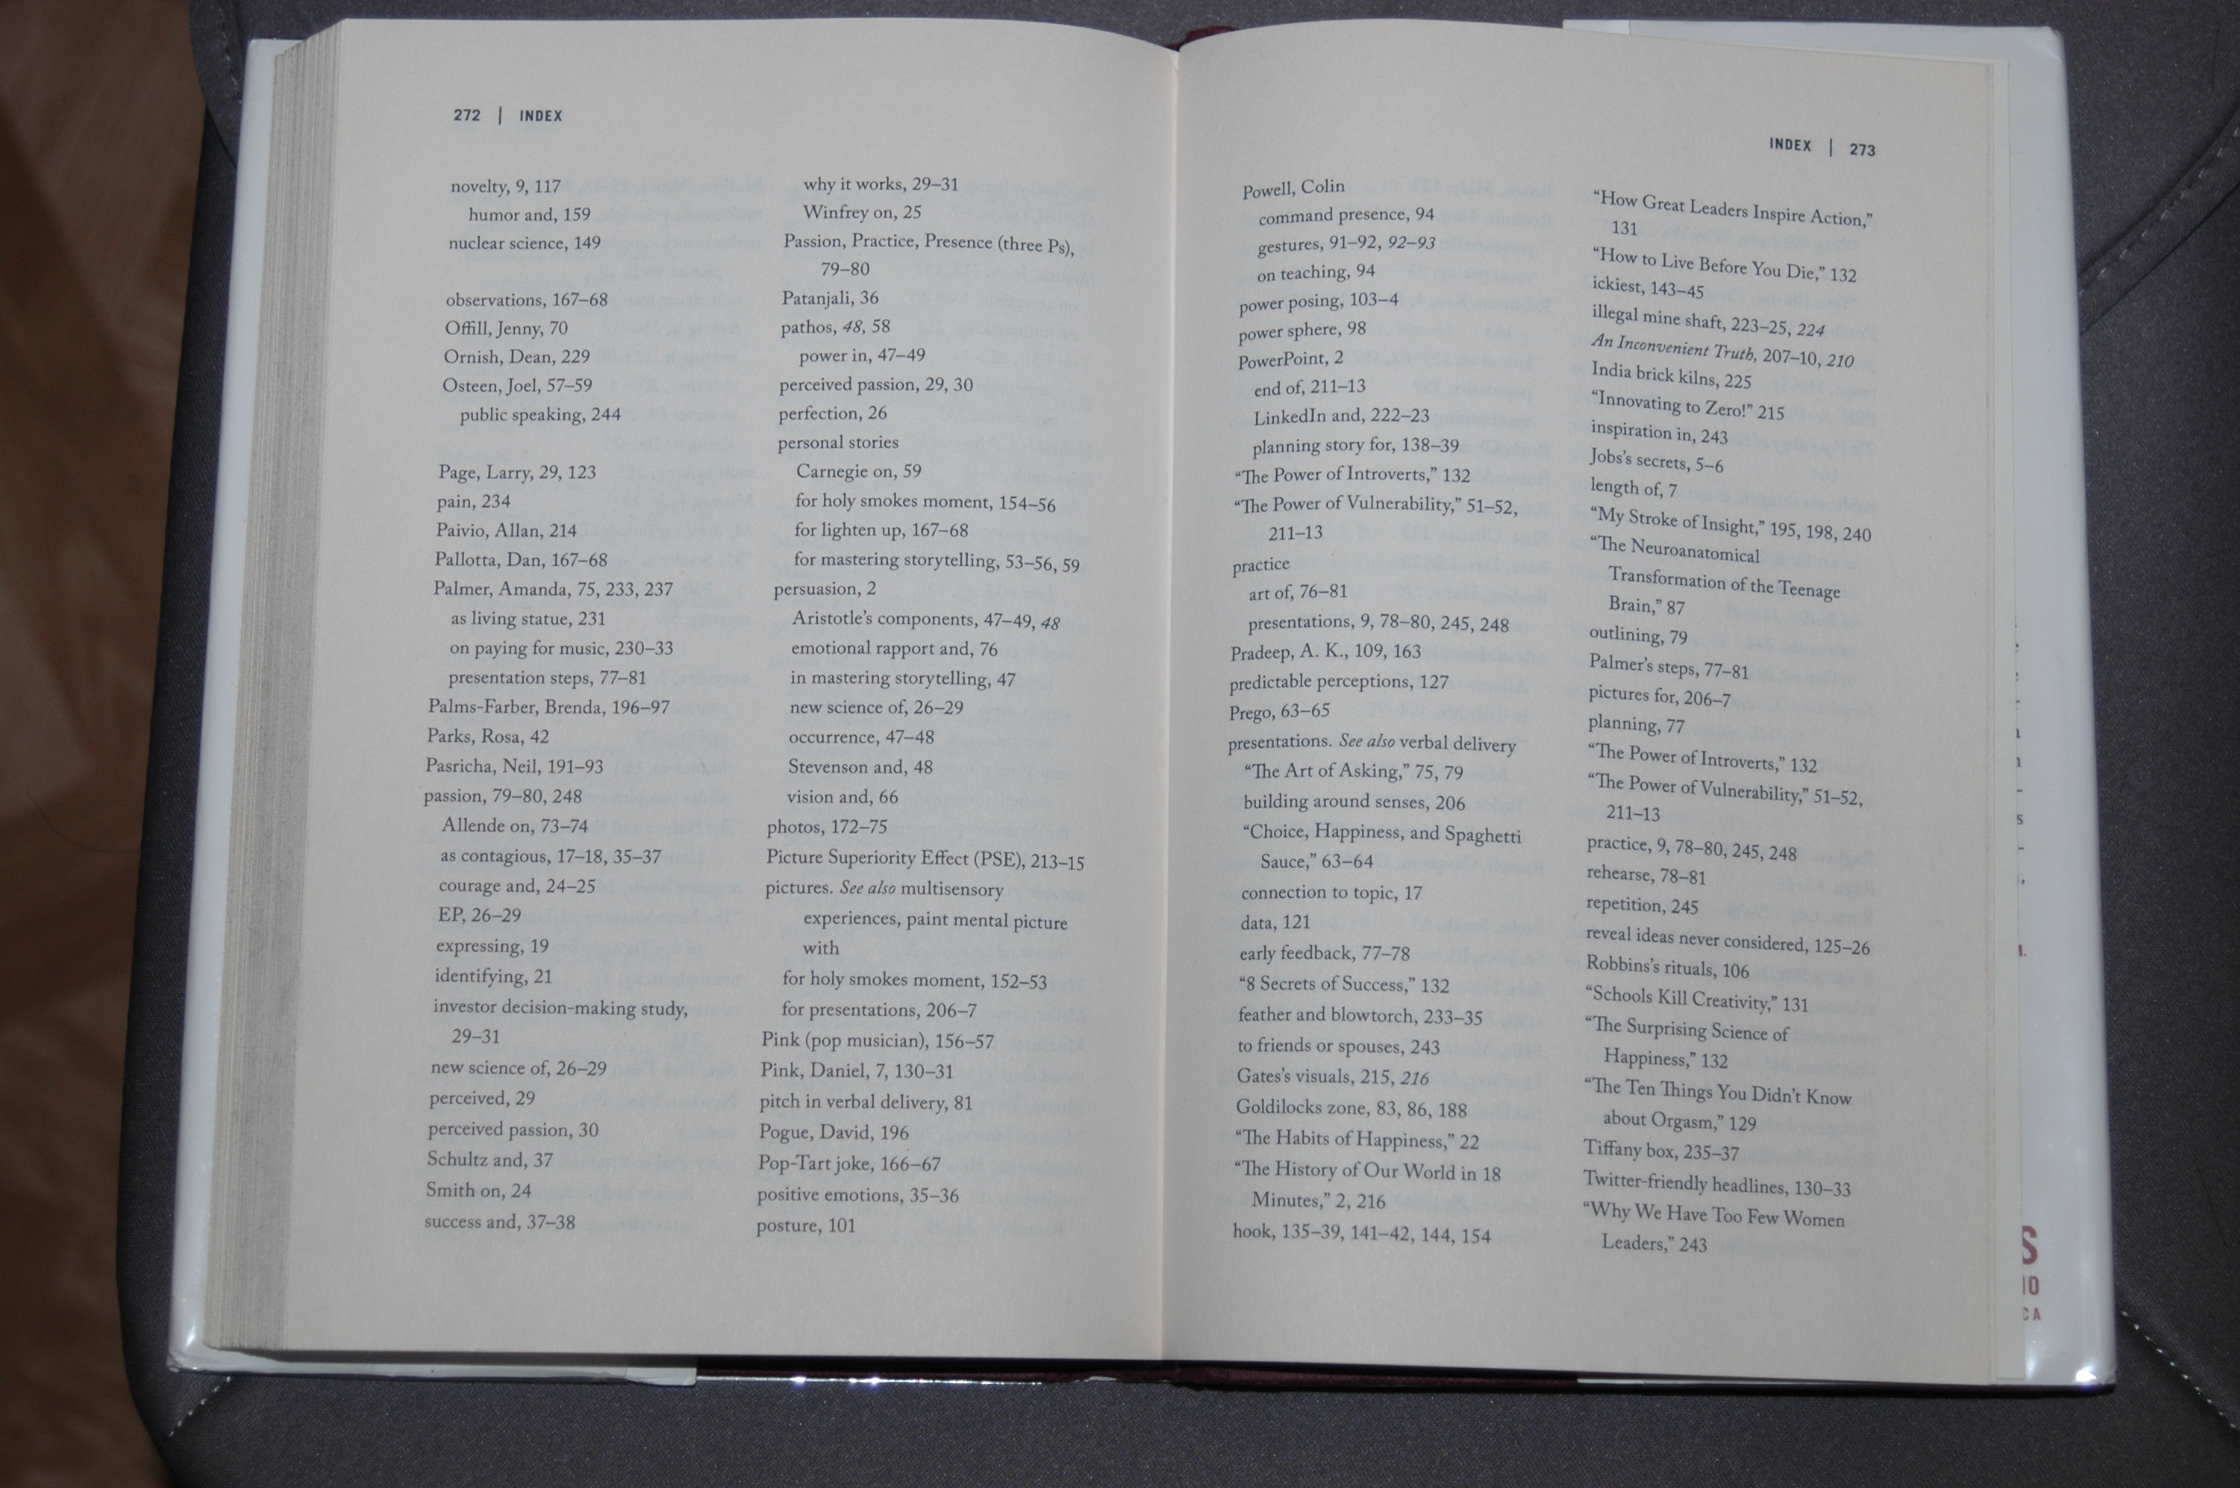 272 | INDEX
novelty, 9, 117
humor and, 159
nuclear science, 149
observations, 167–68
Offill, Jenny, 70
Ornish, Dean, 229
Osteen, Joel, 57–59
public speaking, 244
Page, Larry, 29, 123
pain, 234
Paivio, Allan, 214
Pallotta, Dan, 167–68
Palmer, Amanda, 75, 233, 237
as living statue, 231
on paying for music, 230–33
presentation steps, 77–81
Palms-Farber, Brenda, 196–97
Parks, Rosa, 42
Pasricha, Neil, 191–93
passion, 79–80, 248
Allende on, 73–74
as contagious, 17–18, 35–37
courage and, 24–25
EP, 26–29
expressing, 19
identifying, 21
investor decision-making study,
29–31
new science of, 26–29
perceived, 29
perceived passion, 30
Schultz and, 37
Smith on, 24
success and, 37–38
why it works, 29–31
Winfrey on, 25
Passion, Practice, Presence (three Ps),
79–80
Patanjali, 36
pathos, 48, 58
power in, 47–49
perceived passion, 29, 30
perfection, 26
personal stories
Carnegie on, 59
for holy smokes moment, 154–56
for lighten up, 167–68
for mastering storytelling, 53–56, 59
persuasion, 2
Aristotle's components, 47–49, 48
emotional rapport and, 76
in mastering storytelling, 47
new science of, 26–29
occurrence, 47–48
Stevenson and, 48
vision and, 66
photos, 172–75
Picture Superiority Effect (PSE), 213–15
pictures. See also multisensory
experiences, paint mental picture
with
for holy smokes moment, 152–53
for presentations, 206–7
Pink (pop musician), 156–57
Pink, Daniel, 7, 130–31
pitch in verbal delivery, 81
Pogue, David, 196
Pop-Tart joke, 166–67
positive emotions, 35–36
posture, 101
INDEX | 273
Powell, Colin
command presence, 94
gestures, 91–92, 92–93
on teaching, 94
power posing, 103–4
power sphere, 98
PowerPoint, 2
end of, 211–13
LinkedIn and, 222–23
planning story for, 138–39
“The Power of Introverts,” 132
“The Power of Vulnerability,” 51–52,
211–13
practice
art of, 76–81
presentations, 9, 78–80, 245, 248
Pradeep, A. K., 109, 163
predictable perceptions, 127
Prego, 63–65
presentations. See also verbal delivery
“The Art of Asking,” 75, 79
building around senses, 206
“Choice, Happiness, and Spaghetti
Sauce,” 63–64
connection to topic, 17
data, 121
early feedback, 77–78
“8 Secrets of Success,” 132
feather and blowtorch, 233–35
to friends or spouses, 243
Gates's visuals, 215, 216
Goldilocks zone, 83, 86, 188
“The Habits of Happiness,” 22
“The History of Our World in 18
Minutes,” 2, 216
hook, 135–39, 141–42, 144, 154
“How Great Leaders Inspire Action,”
131
“How to Live Before You Die,” 132
ickiest, 143–45
illegal mine shaft, 223–25, 224
An Inconvenient Truth, 207–10, 210
India brick kilns, 225
“Innovating to Zero!” 215
inspiration in, 243
Jobs's secrets, 5–6
length of, 7
“My Stroke of Insight,” 195, 198, 240
“The Neuroanatomical
Transformation of the Teenage
Brain,” 87
outlining, 79
Palmer's steps, 77–81
pictures for, 206–7
planning, 77
“The Power of Introverts,” 132
“The Power of Vulnerability,” 51–52,
211–13
practice, 9, 78–80, 245, 248
rehearse, 78–81
repetition, 245
reveal ideas never considered, 125–26
Robbins's rituals, 106
“Schools Kill Creativity,” 131
“The Surprising Science of
Happiness,” 132
“The Ten Things You Didn't Know
about Orgasm,” 129
Tiffany box, 235–37
Twitter-friendly headlines, 130–33
“Why We Have Too Few Women
Leaders,” 243